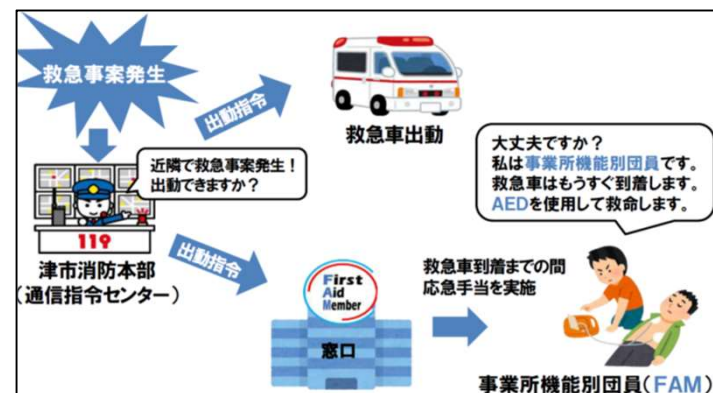 救急事案発生
出動指令
救急車出動
近隣で救急事案発生!
出動できますか?
119
津市消防本部
(通信指令センター)
出動指令
First
Aid
Member
窓口
救急車到着までの間
応急手当を実施
大丈夫ですか?
私は事業所機能別団員です。
救急車はもうすぐ到着します。
AEDを使用して救命します。
事業所機能別団員(FAM)